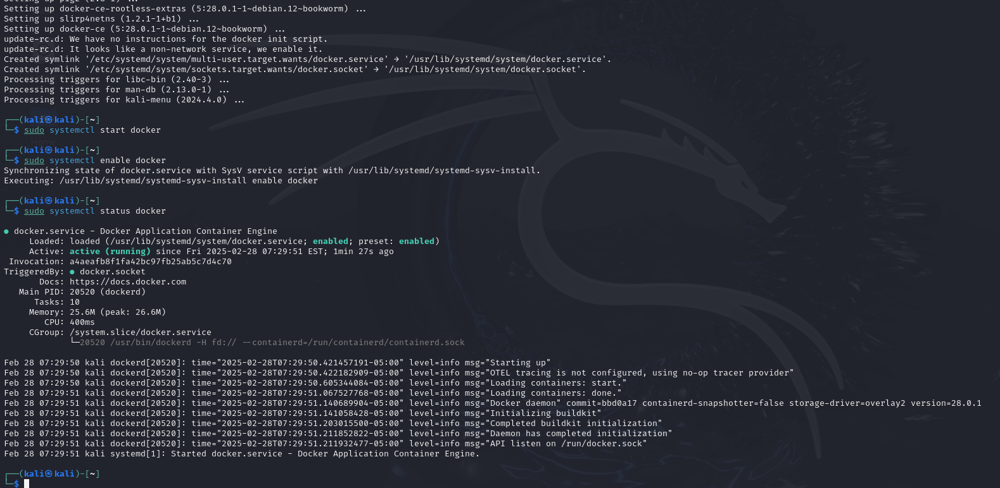 Setting up pigz (2.8-1) ...
Setting up docker-ce-rootless-extras (5:28.0.1-1~debian.12~bookworm) ...
Setting up slirp4netns (1.2.1-1+b1) ...
Setting up docker-ce (5:28.0.1-1~debian.12~bookworm) ...
update-rc.d: We have no instructions for the docker init script.
update-rc.d: It looks like a non-network service, we enable it.
Created symlink '/etc/systemd/system/multi-user.target.wants/docker.service' → '/usr/lib/systemd/system/docker.service'.
Created symlink '/etc/systemd/system/sockets.target.wants/docker.socket' → '/usr/lib/systemd/system/docker.socket'.
Processing triggers for libc-bin (2.40-3) ...
Processing triggers for man-db (2.13.0-1) ...
Processing triggers for kali-menu (2024.4.0) ...
┌──(kali㉿kali)-[~]
└─$ sudo systemctl start docker
Home
┌──(kali㉿kali)-[~]
└─$ sudo systemctl enable docker
Synchronizing state of docker.service with SysV service script with /usr/lib/systemd/systemd-sysv-install.
Executing: /usr/lib/systemd/systemd-sysv-install enable docker
┌──(kali㉿kali)-[~]
└─$ sudo systemctl status docker
● docker.service - Docker Application Container Engine
Loaded: loaded (/usr/lib/systemd/system/docker.service; enabled; preset: enabled)
Active: active (running) since Fri 2025-02-28 07:29:51 EST; 1min 27s ago
Invocation: a4aeafb8f1fa42bc97fb25ab5c7d4c70
TriggeredBy: ● docker.socket
Docs: https://docs.docker.com
Main PID: 20520 (dockerd)
Tasks: 10
Memory: 25.6M (peak: 26.6M)
CPU: 400ms
CGroup: /system.slice/docker.service
└─20520 /usr/bin/dockerd -H fd:// --containerd=/run/containerd/containerd.sock
Feb 28 07:29:50 kali dockerd[20520]: time="2025-02-28T07:29:50.421457191-05:00" level=info msg="Starting up"
Feb 28 07:29:50 kali dockerd[20520]: time="2025-02-28T07:29:50.422182909-05:00" level=info msg="OTEL tracing is not configured, using no-op tracer provider"
Feb 28 07:29:50 kali dockerd[20520]: time="2025-02-28T07:29:50.605344084-05:00" level=info msg="Loading containers: start."
Feb 28 07:29:51 kali dockerd[20520]: time="2025-02-28T07:29:51.067527768-05:00" level=info msg="Loading containers: done."
Feb 28 07:29:51 kali dockerd[20520]: time="2025-02-28T07:29:51.140689904-05:00" level=info msg="Docker daemon" commit=bbd0a17 containerd-snapshotter=false storage-driver=overlay2 version=28.0.1
Feb 28 07:29:51 kali dockerd[20520]: time="2025-02-28T07:29:51.141058428-05:00" level=info msg="Initializing buildkit"
Feb 28 07:29:51 kali dockerd[20520]: time="2025-02-28T07:29:51.203015500-05:00" level=info msg="Completed buildkit initialization"
Feb 28 07:29:51 kali dockerd[20520]: time="2025-02-28T07:29:51.211852822-05:00" level=info msg="Daemon has completed initialization"
Feb 28 07:29:51 kali dockerd[20520]: time="2025-02-28T07:29:51.211932477-05:00" level=info msg="API listen on /run/docker.sock"
Feb 28 07:29:51 kali systemd[1]: Started docker.service - Docker Application Container Engine.
┌──(kali㉿kali)-[~]
└─$